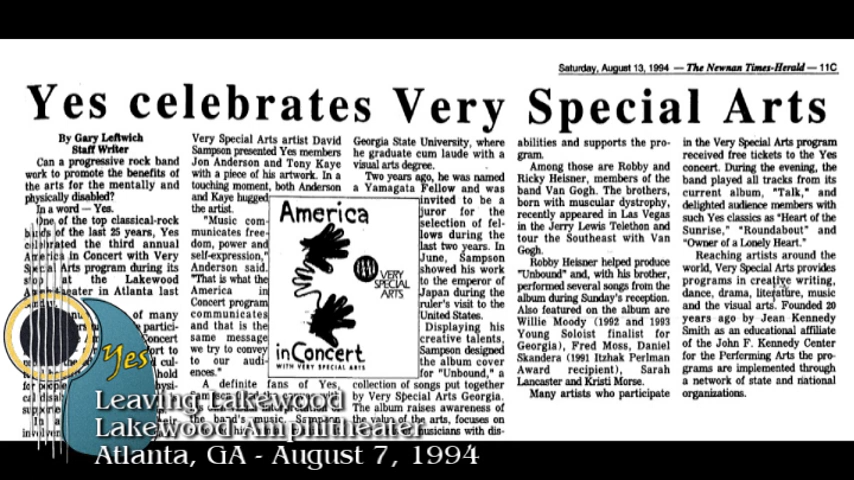 Saturday, August 13, 1994 — The Newnan Times-Herald — 11C
Yes celebrates Very Special Arts
By Gary Leftwich
Staff Writer
Can a progressive rock band
work to promote the benefits of
the arts for the mentally and
physically disabled?
In a word — Yes.
One of the top classical-rock
bands of the last 25 years, Yes
celebrated the third annual
America in Concert with Very
Special Arts program during its
stop at the Lakewood
Amphitheater in Atlanta last
of many
partici-
Concert
effort to
hold
physi-
Very Special Arts artist David
Sampson presented Yes members
Jon Anderson and Tony Kaye
with a piece of his artwork. In a
touching moment, both Anderson
and Kaye hugged
the artist.
"Music com-
municates free-
dom, power and
self-expression,"
Anderson said.
"That is what the
America in
Concert program
communicates
and that is the
same message
we try to convey
to our audi-
ences."
A definite fans of Yes,
the band's music, Sampson
Georgia State University, where
he graduate cum laude with a
visual arts degree.
Two years ago, he was named
a Yamagata Fellow and was
invited to be a
juror for the
selection of fel-
lows during the
last two years. In
June, Sampson
showed his work
to the emperor of
Japan during the
ruler's visit to the
United States.
Displaying his
creative talents,
Sampson designed
the album cover
for "Unbound," a
collection of songs put together
by Very Special Arts Georgia.
The album raises awareness of
the value of the arts, focuses on
musicians with dis-
America
VERY
SPECIAL
ARTS
in Concert
WITH VERY SPECIAL ARTS
abilities and supports the pro-
gram.
Among those are Robby and
Ricky Heisner, members of the
band Van Gogh. The brothers,
born with muscular dystrophy,
recently appeared in Las Vegas
in the Jerry Lewis Telethon and
tour the Southeast with Van
Gogh.
Robby Heisner helped produce
"Unbound" and, with his brother,
performed several songs from the
album during Sunday's reception.
Also featured on the album are
Willie Moody (1992 and 1993
Young Soloist finalist for
Georgia), Fred Moss, Daniel
Skandera (1991 Itzhak Perlman
Award recipient), Sarah
Lancaster and Kristi Morse.
Many artists who participate
in the Very Special Arts program
received free tickets to the Yes
concert. During the evening, the
band played all tracks from its
current album, "Talk," and
delighted audience members with
such Yes classics as "Heart of the
Sunrise," "Roundabout" and
"Owner of a Lonely Heart."
Reaching artists around the
world, Very Special Arts provides
programs in creative writing,
dance, drama, literature, music
and the visual arts. Founded 20
years ago by Jean Kennedy
Smith as an educational affiliate
of the John F. Kennedy Center
for the Performing Arts the pro-
grams are implemented through
a network of state and national
organizations.
Yes
Leaving Lakewood
Lakewood Amphitheater
Atlanta, GA - August 7, 1994